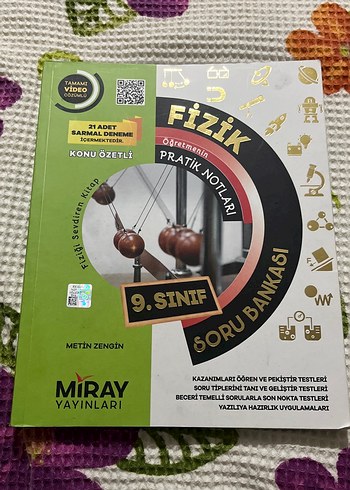 TAMAMI
VİDEO
ÇÖZÜMLÜ
21 ADET
SARMAL DENEME
İÇERMENTEDİR.
KONU ÖZETLİ
Fiziği Sevdiren Kitap
FİZİK
Öğretmenin
PRATİK NOTLARI
SORU BANKASI
9. SINIF
METİN ZENGİN
MİRAY
YAYINLARI
KAZANIMLARI ÖĞREN VE PEKİŞTİR TESTLERİ
SORU TİPLERİNİ TANI VE GELİŞTİR TESTLERİ
BECERİ TEMELLİ SORULARLA SON NOKTA TESTLERİ
YAZILIYA HAZIRLIK UYGULAMALARI